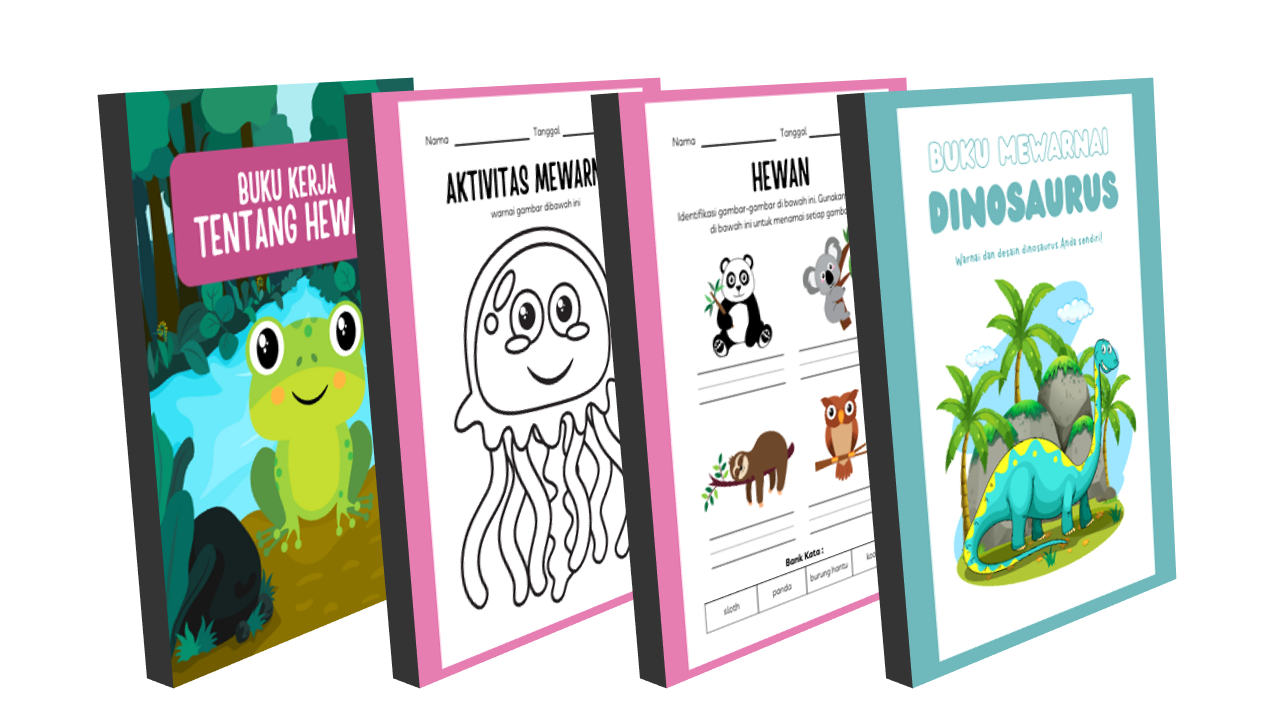 BUKU KERJA
TENTANG HEWA
Nama
Tanggal
AKTIVITAS MEWARN
warnai gambar dibawah ini
Nama
Tanggal
HEWAN
Identifikasi gambar-gambar di bawah ini. Gunakan
di bawah ini untuk menamai setiap gamba
Bank Kata :
sloth
panda
burung hantu
koa
BUKU MEWARNAI
DINOSAURUS
Warnai dan desain dinosaurus Anda sendiri!